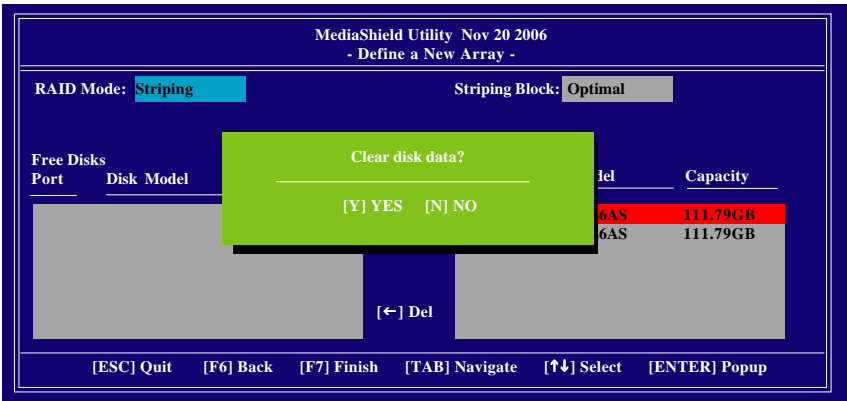 MediaShield Utility Nov 20 2006
- Define a New Array -
RAID Mode: Striping Striping Block: Optimal
Clear disk data?
[Y] YES [N] NO
Free Disks
Port Disk Model Capacity
6AS 111.79GB
6AS 111.79GB
[←] Del
[ESC] Quit [F6] Back [F7] Finish [TAB] Navigate [↑↓] Select [ENTER] Popup